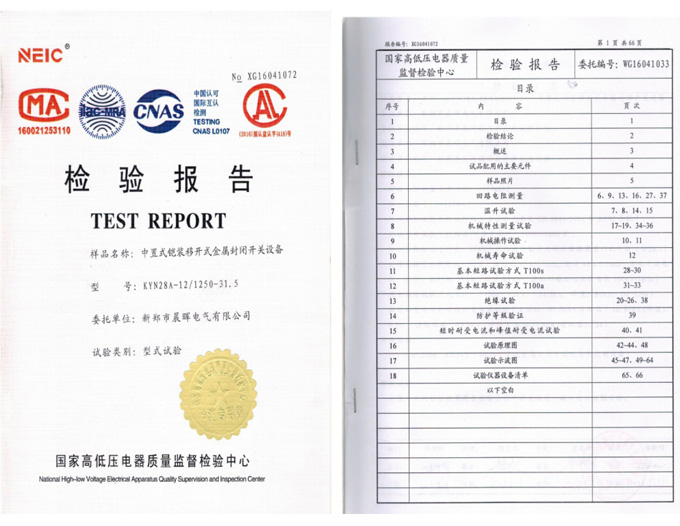 NEIC®
No XG16041072
MA
160021253110
ilac-MRA
CNAS
中国认可
国际互认
检测
TESTING
CNAS L0107
AL
(2016)国认监认字(418)号
检验报告
TEST REPORT
样品名称：中置式铠装移开式金属封闭开关设备
型 号：KYN28A-12/1250-31.5
委托单位：新郑市晨晖电气有限公司
试验类别：型式试验
国家高低压电器质量监督检验中心
National High-low Voltage Electrical Apparatus Quality Supervision and Inspection Center
报告编号：XG16041072 第 1 页 共 66 页
国家高低压电器质量
监督检验中心
检验报告
委托编号：WG16041033
目录
序号 内 容 页 次
1 目录 1
2 检验结论 2
3 概述 3
4 试品配用的主要元件 4
5 样品照片 5
6 回路电阻测量 6、9、13、16、27、37
7 温升试验 7、8、14、15
8 机械特性测量试验 17~19、34~36
9 机械操作试验 10、11
10 机械寿命试验 12
11 基本短路试验方式 T100s 28~30
12 基本短路试验方式 T100a 31~33
13 绝缘试验 20~26、38
14 防护等级验证 39
15 短时耐受电流和峰值耐受电流试验 40、41
16 试验原理图 42~44、48
17 试验示波图 45~47、49~64
18 试验仪器设备清单 65、66
以下空白